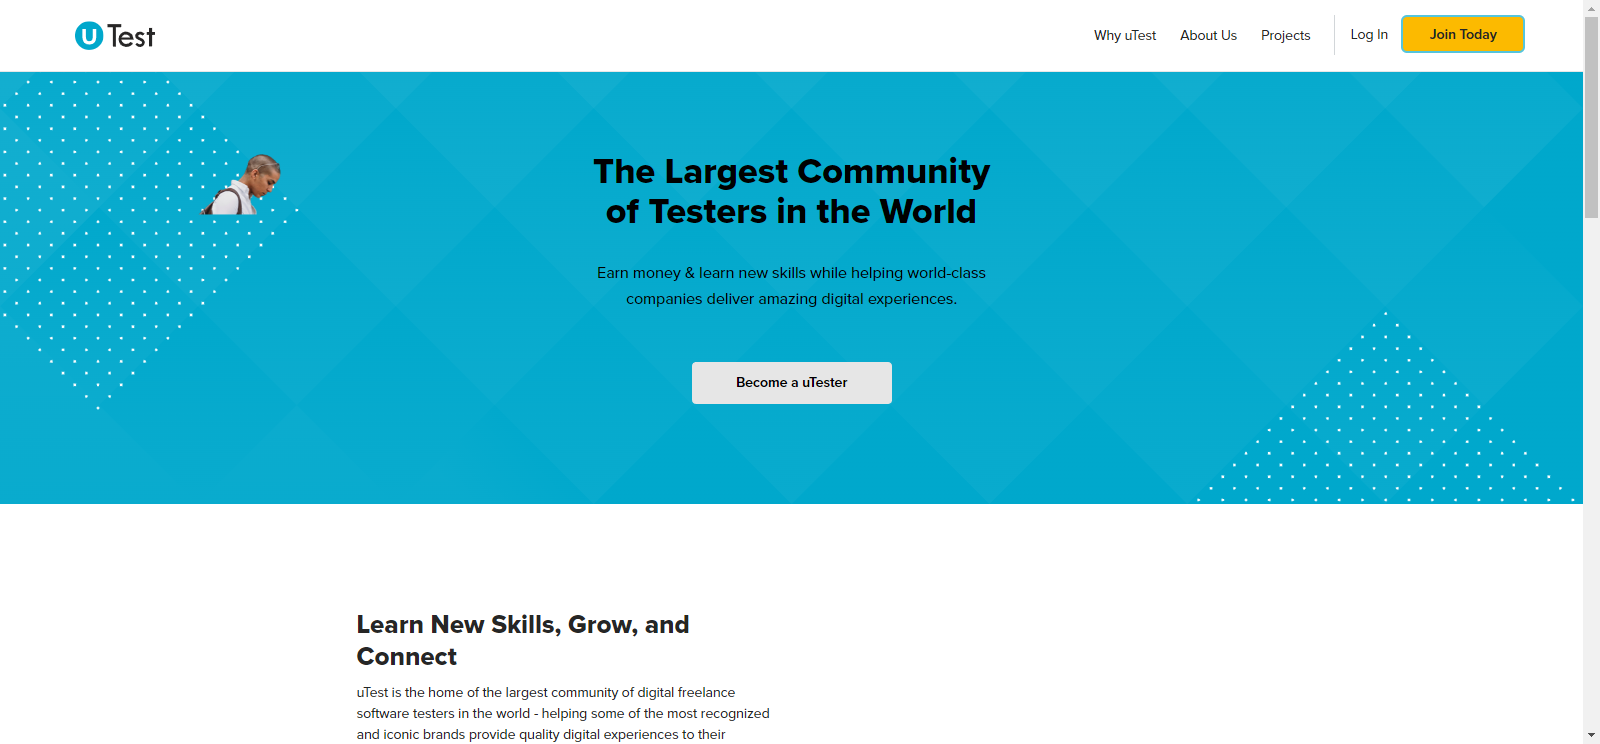 uTest
Why uTest
About Us
Projects
Log In
Join Today
The Largest Community
of Testers in the World
Earn money & learn new skills while helping world-class
companies deliver amazing digital experiences.
Become a uTester
Learn New Skills, Grow, and
Connect
uTest is the home of the largest community of digital freelance
software testers in the world - helping some of the most recognized
and iconic brands provide quality digital experiences to their